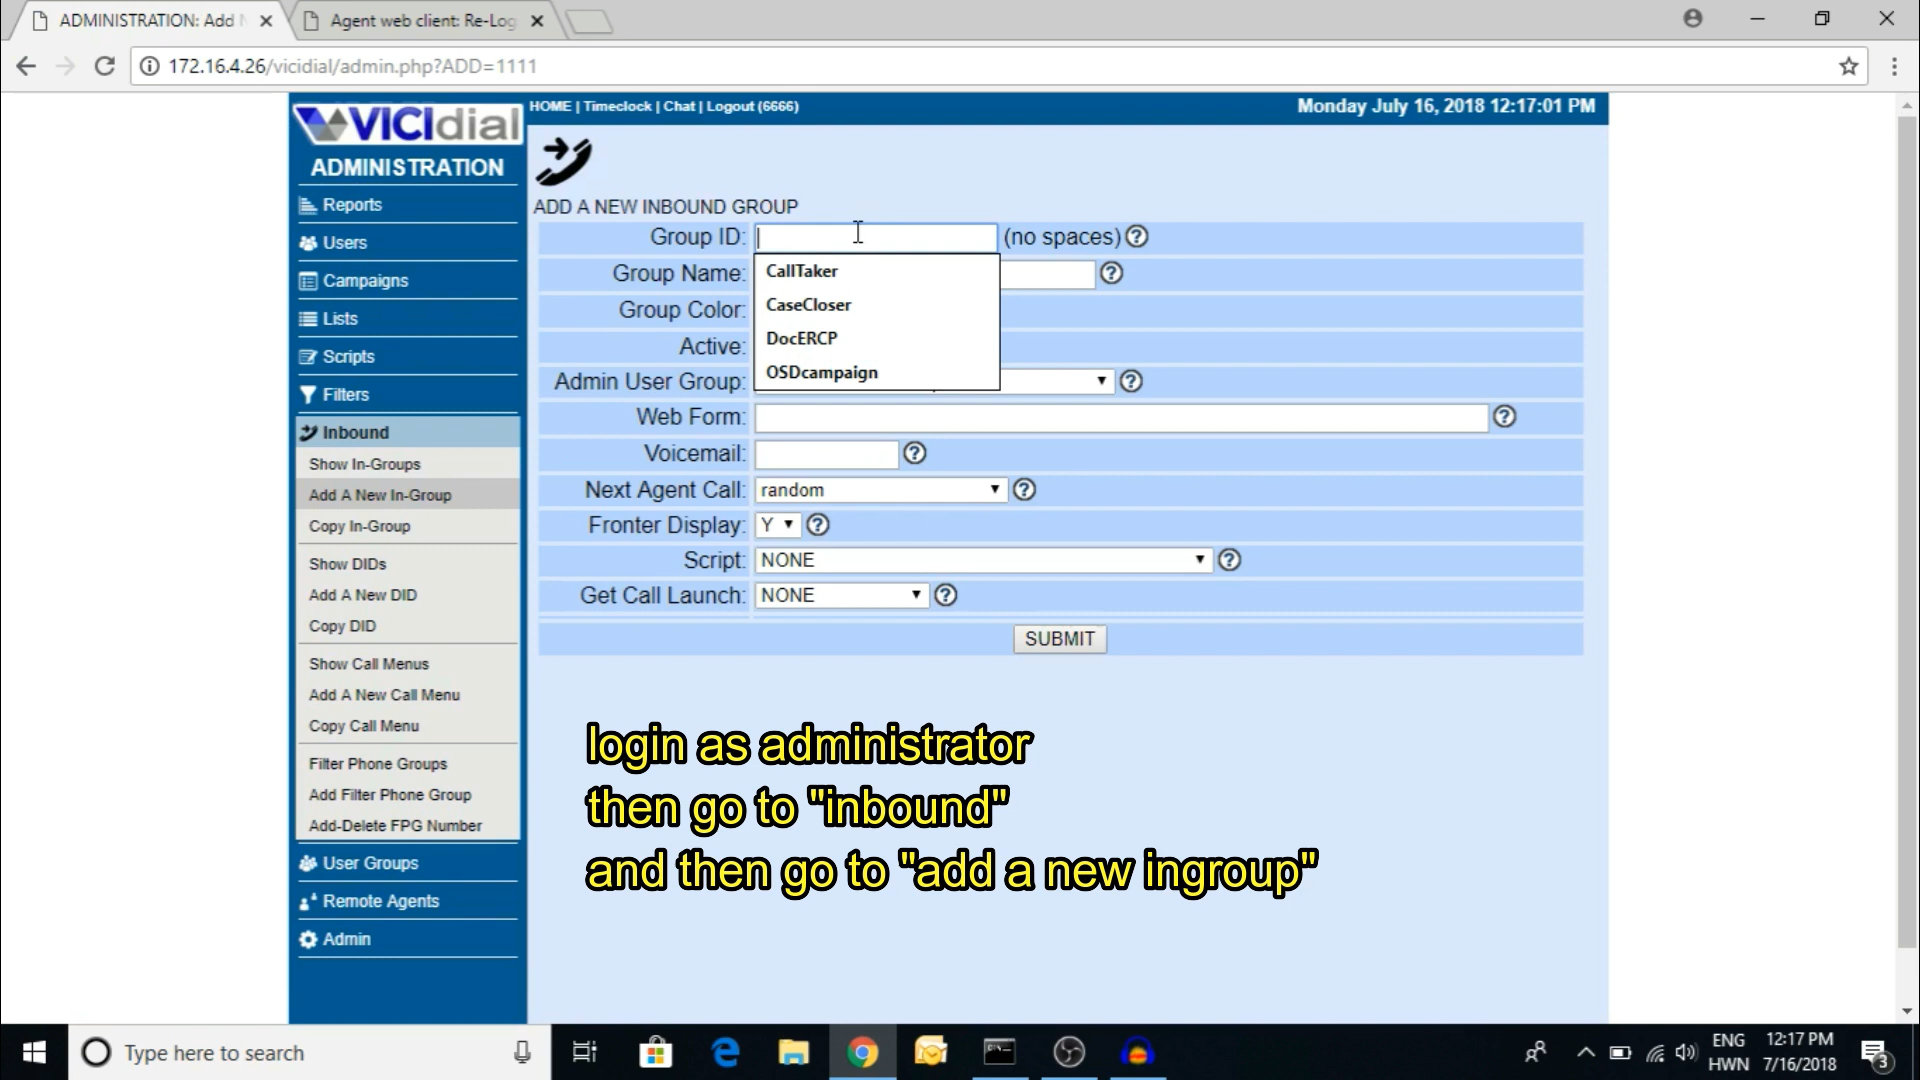 ADMINISTRATION: Add
Agent web client: Re-Log
172.16.4.26/vicidial/admin.php?ADD=1111
VICIdial
HOME | Timeclock | Chat | Logout (6666)
Monday July 16, 2018 12:17:01 PM
ADMINISTRATION
Reports
Users
Campaigns
Lists
Scripts
Filters
Inbound
Show In-Groups
Add A New In-Group
Copy In-Group
Show DIDs
Add A New DID
Copy DID
Show Call Menus
Add A New Call Menu
Copy Call Menu
Filter Phone Groups
Add Filter Phone Group
Add-Delete FPG Number
User Groups
Remote Agents
Admin
ADD A NEW INBOUND GROUP
Group ID: (no spaces)
CallTaker
CaseCloser
DocERCP
OSDcampaign
Group Name:
Group Color:
Active:
Admin User Group:
Web Form:
Voicemail:
Next Agent Call: random
Fronter Display: Y
Script: NONE
Get Call Launch: NONE
SUBMIT
login as administrator
then go to "inbound"
and then go to "add a new ingroup"
Type here to search
ENG
HWN
12:17 PM
7/16/2018
3